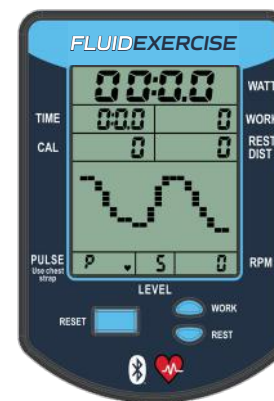 FLUIDEXERCISE
00:0.0 WATT
TIME 0:0.0 0 WORK
CAL 0 0 REST
DIST
PULSE P 5 0 RPM
Use chest
strap
LEVEL
RESET WORK
REST